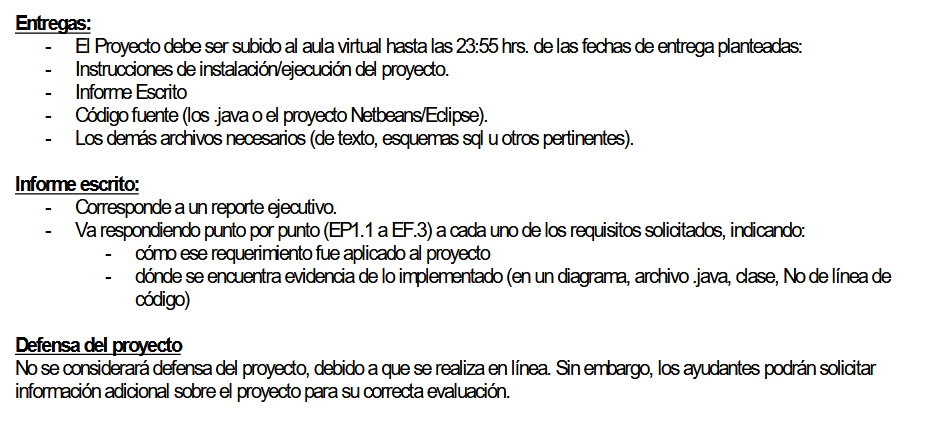 Entregas:
- El Proyecto debe ser subido al aula virtual hasta las 23:55 hrs. de las fechas de entrega planteadas:
- Instrucciones de instalación/ejecución del proyecto.
- Informe Escrito
- Código fuente (los .java o el proyecto Netbeans/Eclipse).
- Los demás archivos necesarios (de texto, esquemas sql u otros pertinentes).
Informe escrito:
- Corresponde a un reporte ejecutivo.
- Va respondiendo punto por punto (EP1.1 a EF.3) a cada uno de los requisitos solicitados, indicando:
- cómo ese requerimiento fue aplicado al proyecto
- dónde se encuentra evidencia de lo implementado (en un diagrama, archivo .java, clase, No de línea de
código)
Defensa del proyecto
No se considerará defensa del proyecto, debido a que se realiza en línea. Sin embargo, los ayudantes podrán solicitar
información adicional sobre el proyecto para su correcta evaluación.